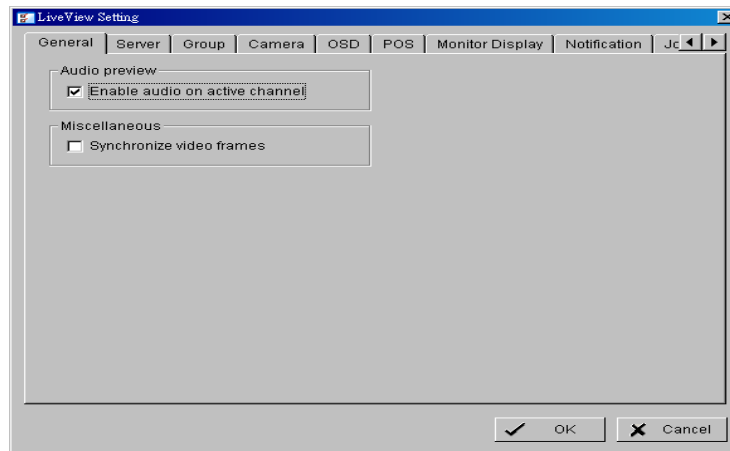 LiveView Setting
General Server Group Camera OSD POS Monitor Display Notification
Audio preview
Enable audio on active channel
Miscellaneous
Synchronize video frames
OK Cancel